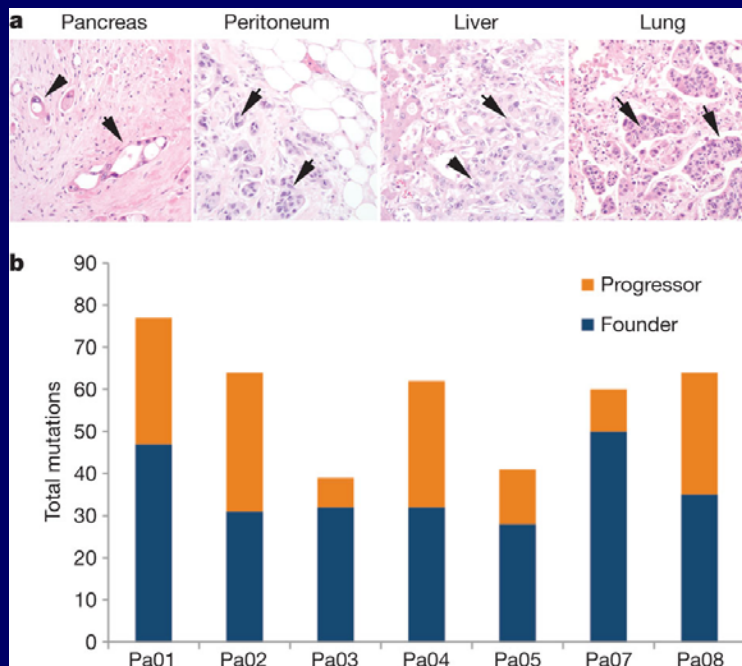 a Pancreas Peritoneum Liver Lung
b
90
80
70
60
50
40
30
20
10
0
Total mutations
Progressor
Founder
Pa01 Pa02 Pa03 Pa04 Pa05 Pa07 Pa08